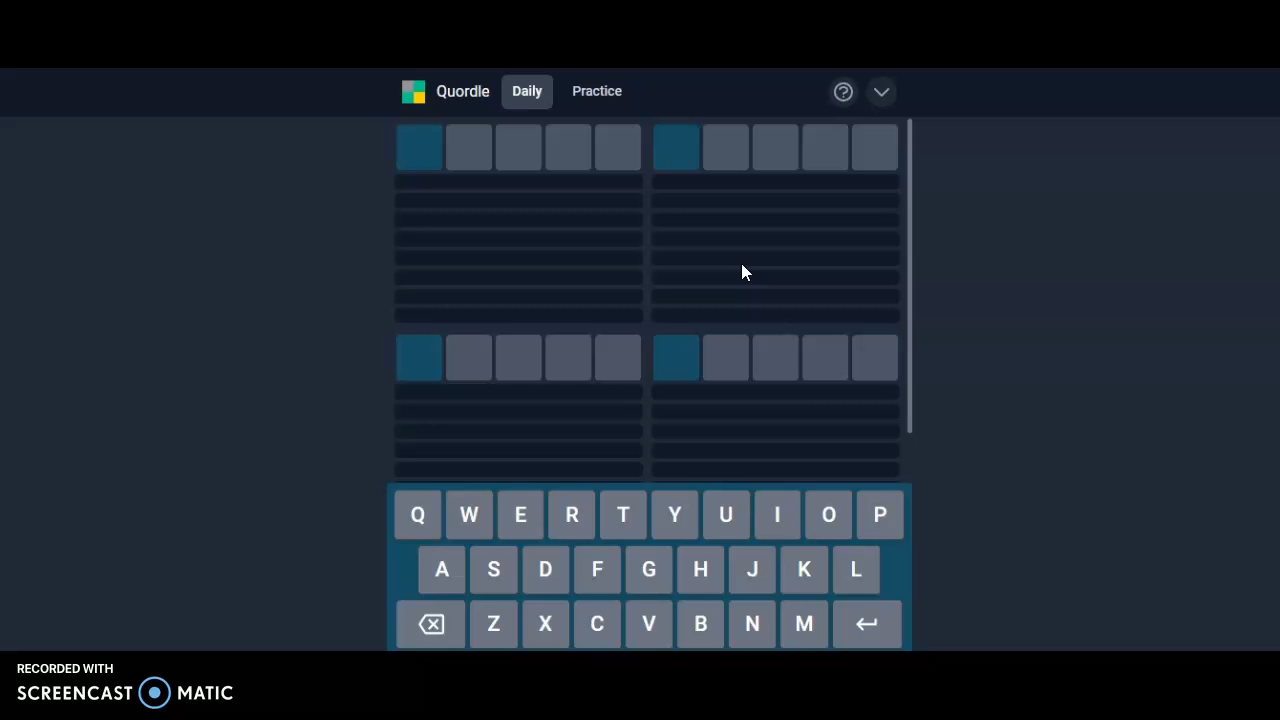 Quordle Daily Practice
Q W E R T Y U I O P
A S D F G H J K L
Z X C V B N M
RECORDED WITH
SCREENCAST MATIC